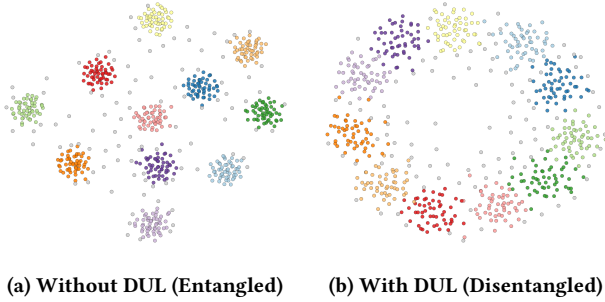 (a) Without DUL (Entangled)
(b) With DUL (Disentangled)